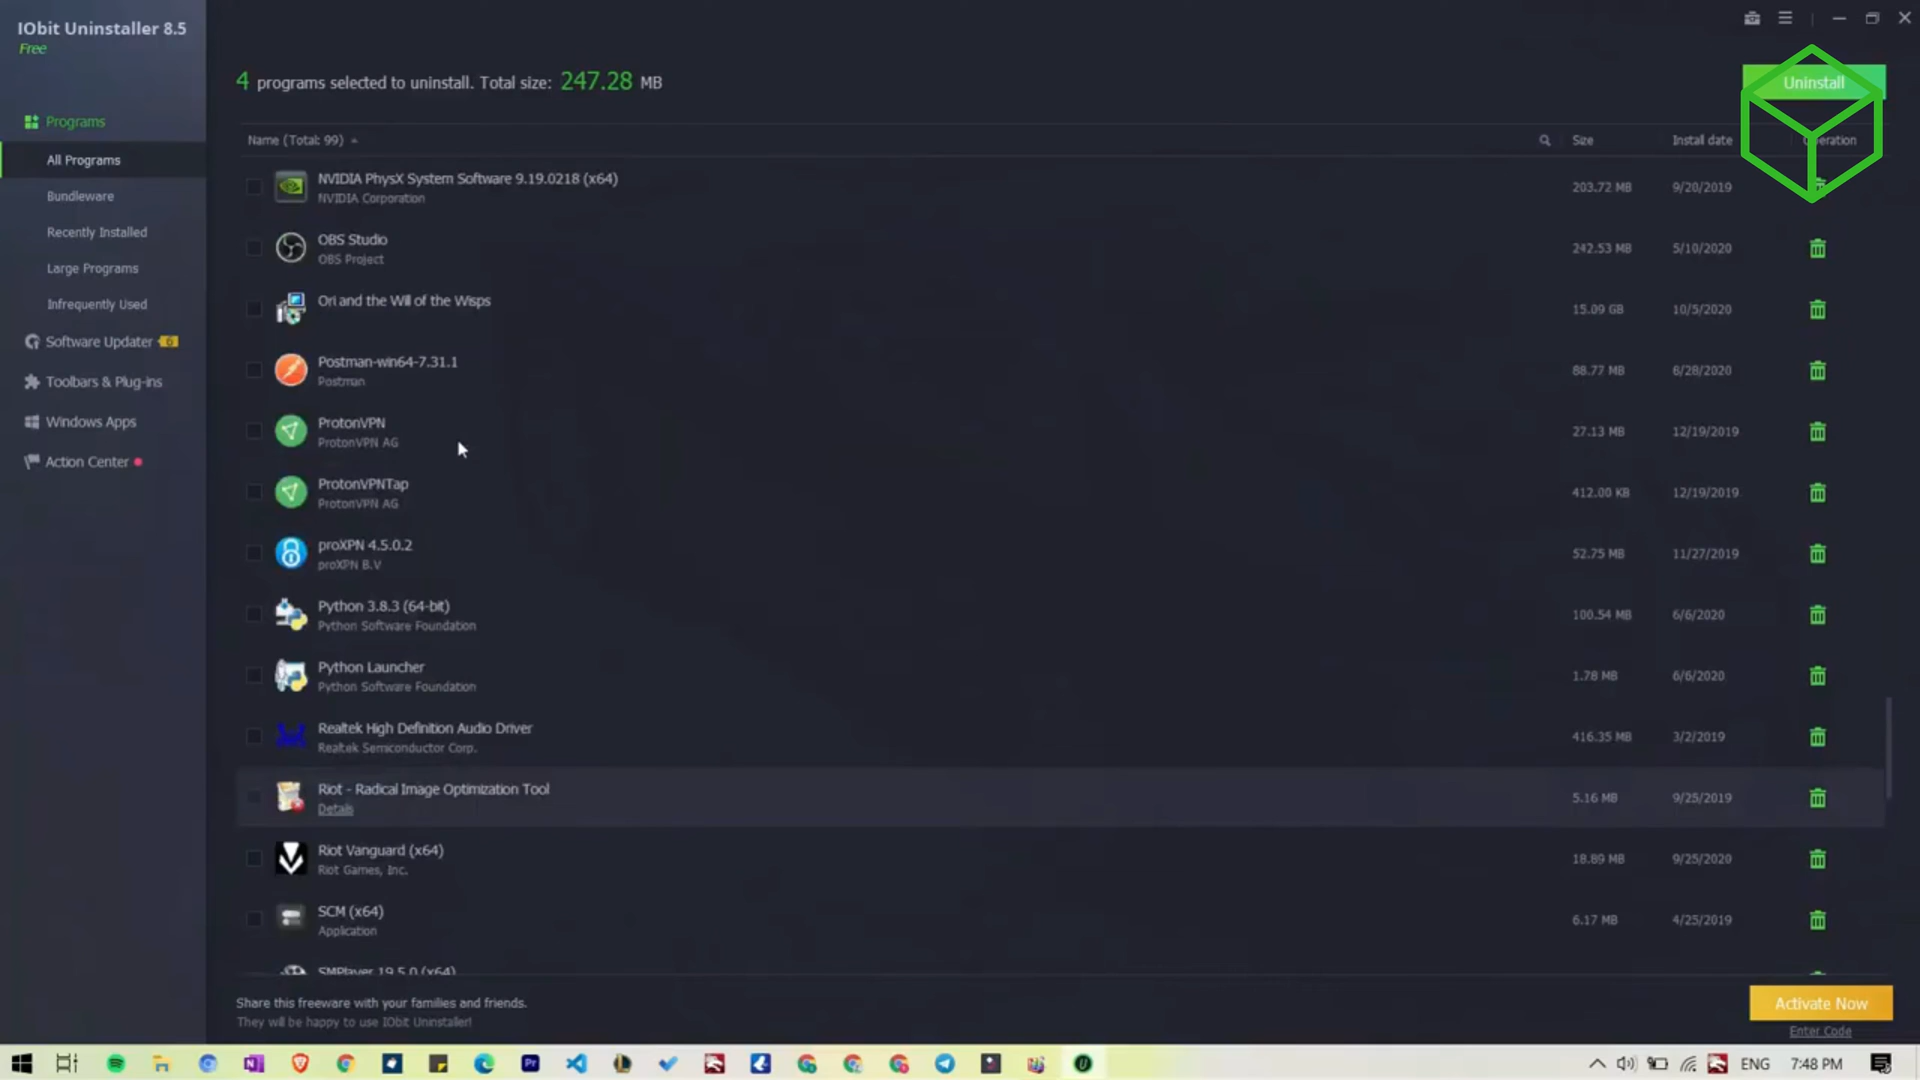 IObit Uninstaller 8.5
Free
4 programs selected to uninstall. Total size: 247.28 MB
Uninstall
Programs
All Programs
Bundleware
Recently Installed
Large Programs
Infrequently Used
Software Updater 6
Toolbars & Plug-ins
Windows Apps
Action Center
Name (Total: 99) Size Install date
NVIDIA PhysX System Software 9.19.0218 (x64)
NVIDIA Corporation
203.72 MB 9/20/2019
OBS Studio
OBS Project
242.53 MB 5/10/2020
Ori and the Will of the Wisps
15.09 GB 10/5/2020
Postman-win64-7.31.1
Postman
88.77 MB 6/28/2020
ProtonVPN
ProtonVPN AG
27.13 MB 12/19/2019
ProtonVPNTap
ProtonVPN AG
412.00 KB 12/19/2019
proXPN 4.5.0.2
proXPN B.V
52.75 MB 11/27/2019
Python 3.8.3 (64-bit)
Python Software Foundation
100.54 MB 6/6/2020
Python Launcher
Python Software Foundation
1.78 MB 6/6/2020
Realtek High Definition Audio Driver
Realtek Semiconductor Corp.
416.35 MB 3/2/2019
Riot - Radical Image Optimization Tool
Details
5.16 MB 9/25/2019
Riot Vanguard (x64)
Riot Games, Inc.
18.89 MB 9/25/2020
SCM (x64)
Application
6.17 MB 4/25/2019
SMPlayer 19.5.0 (x64)
Share this freeware with your families and friends.
They will be happy to use IObit Uninstaller!
Activate Now
Enter Code
ENG 7:48 PM